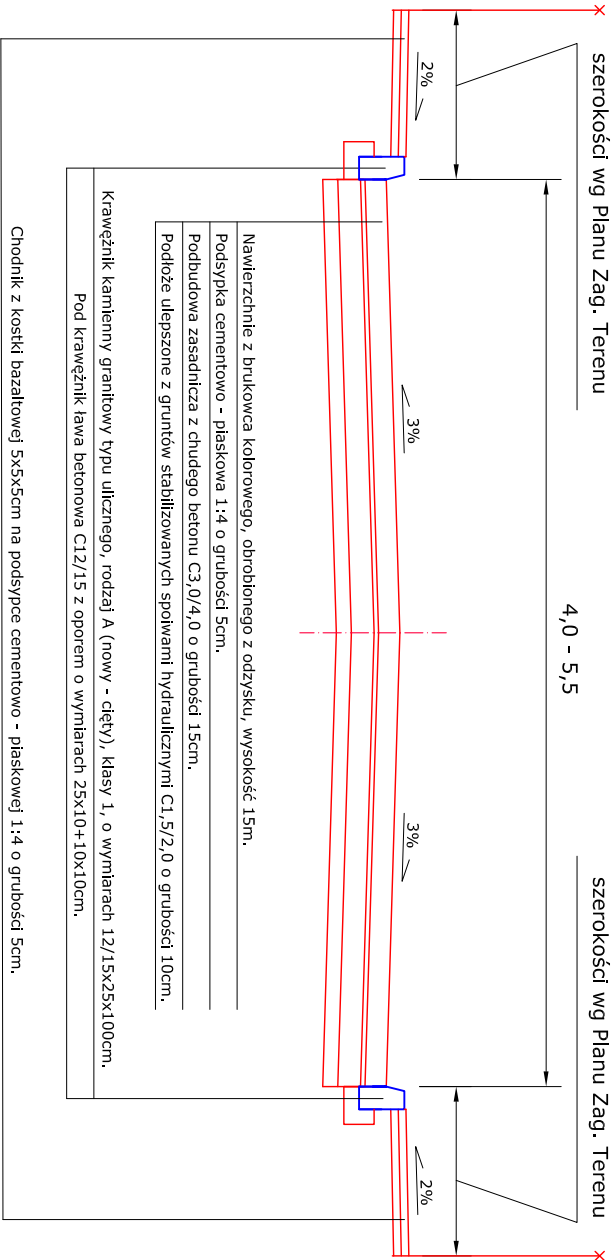 szerokości wg Planu Zag. Terenu
4,0 - 5,5
szerokości wg Planu Zag. Terenu
2%
3%
3%
2%
Nawierzchnie z brukowca kolorowego, obrobionego z odzysku, wysokość 15m.
Podsypka cementowo - piaskowa 1:4 o grubości 5cm.
Podbudowa zasadnicza z chudego betonu C3,0/4,0 o grubości 15cm.
Podłoże ulepszone z gruntów stabilizowanych spoiwami hydraulicznymi C1,5/2,0 o grubości 10cm.
Krawężnik kamienny granitowy typu ulicznego, rodzaj A (nowy - cięty), klasy 1, o wymiarach 12/15x25x100cm.
Pod krawężnik ława betonowa C12/15 z oporem o wymiarach 25x10+10x10cm.
Chodnik z kostki bazaltowej 5x5x5cm na podsypce cementowo - piaskowej 1:4 o grubości 5cm.